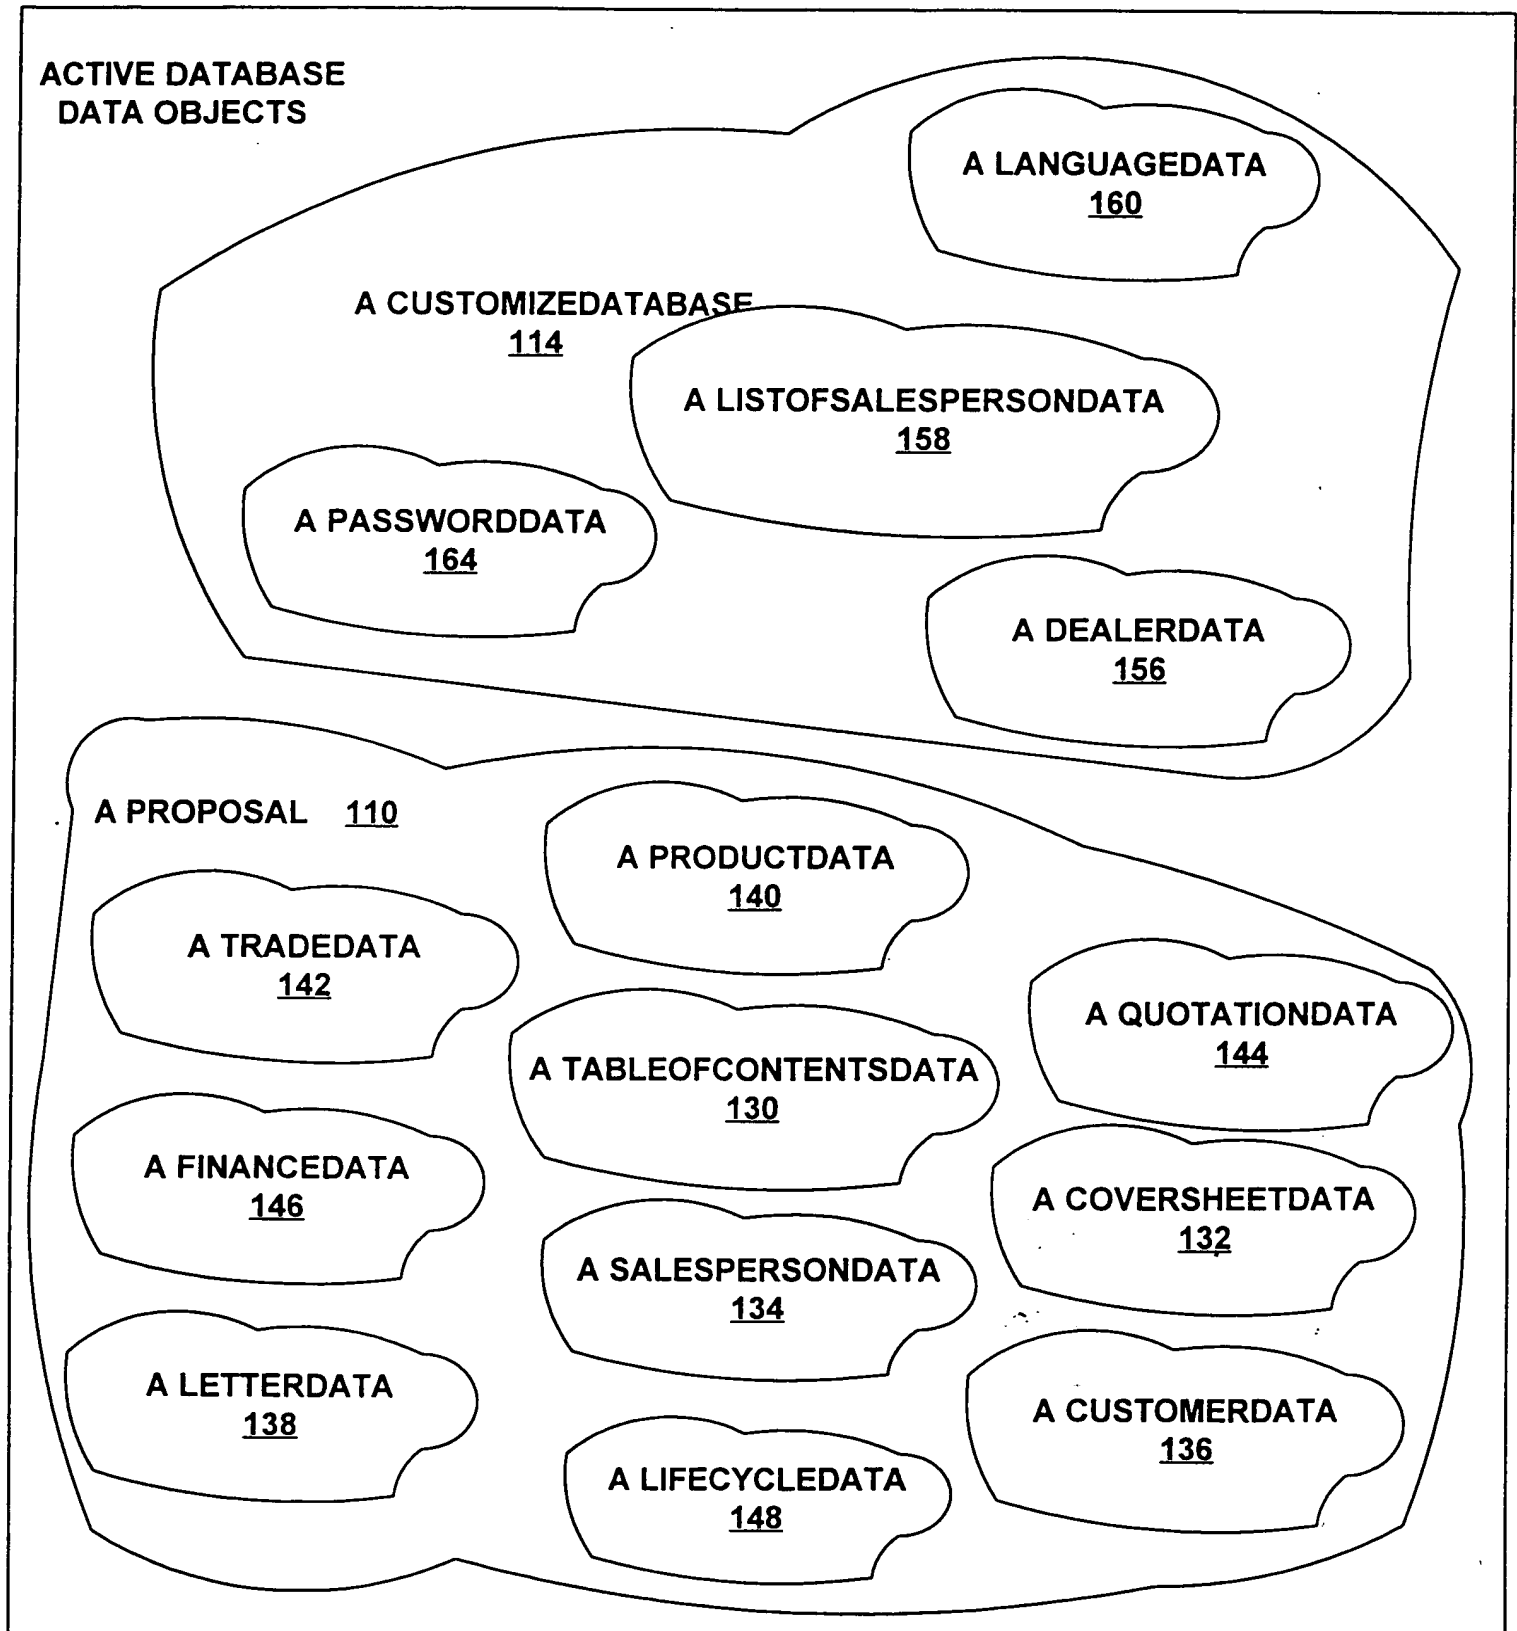 ACTIVE DATABASE
DATA OBJECTS
A LANGUAGEDATA
160
A CUSTOMIZEDATABASE
114
A LISTOFSALESPERSONDATA
158
A PASSWORDDATA
164
A DEALERDATA
156
A PROPOSAL 110
A PRODUCTDATA
140
A TRADEDATA
142
A QUOTATIONDATA
144
A TABLEOFCONTENTSDATA
130
A FINANCEDATA
146
A COVERSHEETDATA
132
A SALESPERSONDATA
134
A LETTERDATA
138
A CUSTOMERDATA
136
A LIFECYCLEDATA
148